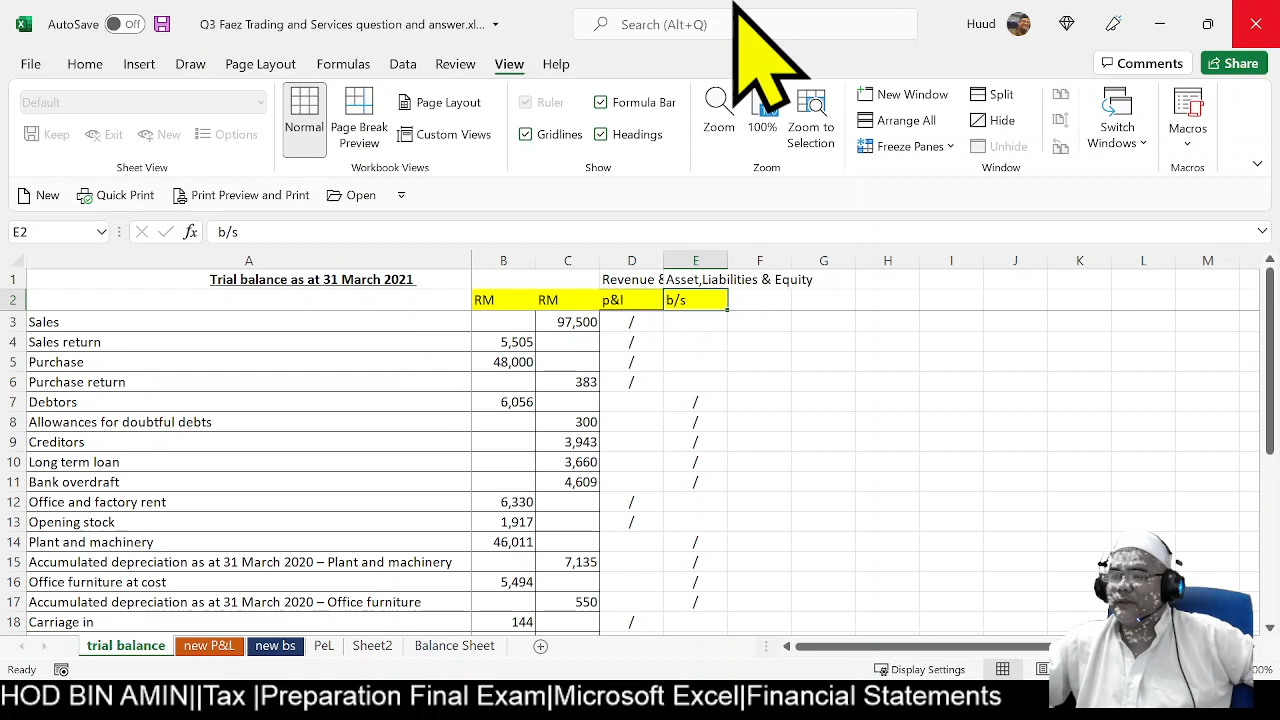 AutoSave Off Q3 Faez Trading and Services question and answer.xl... Search (Alt+Q) Huud
File Home Insert Draw Page Layout Formulas Data Review View Help Comments Share
Default
Keep Exit New Options
Sheet View
Normal Page Break Preview Page Layout Custom Views
Workbook Views
Ruler Formula Bar
Gridlines Headings
Show
Zoom 100% Zoom to Selection
Zoom
New Window Split
Arrange All Hide
Freeze Panes Unhide
Window
Switch Windows
Macros
Macros
New Quick Print Print Preview and Print Open
E2 fx b/s
A B C D E F G H I J K L M
1 Trial balance as at 31 March 2021 Revenue & Asset,Liabilities & Equity
2 RM RM p&l b/s
3 Sales 97,500 /
4 Sales return 5,505 /
5 Purchase 48,000 /
6 Purchase return 383 /
7 Debtors 6,056 /
8 Allowances for doubtful debts 300 /
9 Creditors 3,943 /
10 Long term loan 3,660 /
11 Bank overdraft 4,609 /
12 Office and factory rent 6,330 /
13 Opening stock 1,917 /
14 Plant and machinery 46,011 /
15 Accumulated depreciation as at 31 March 2020 – Plant and machinery 7,135 /
16 Office furniture at cost 5,494 /
17 Accumulated depreciation as at 31 March 2020 – Office furniture 550 /
18 Carriage in 144 /
trial balance new P&L new bs PeL Sheet2 Balance Sheet
Ready Display Settings
HOD BIN AMIN||Tax |Preparation Final Exam|Microsoft Excel|Financial Statements